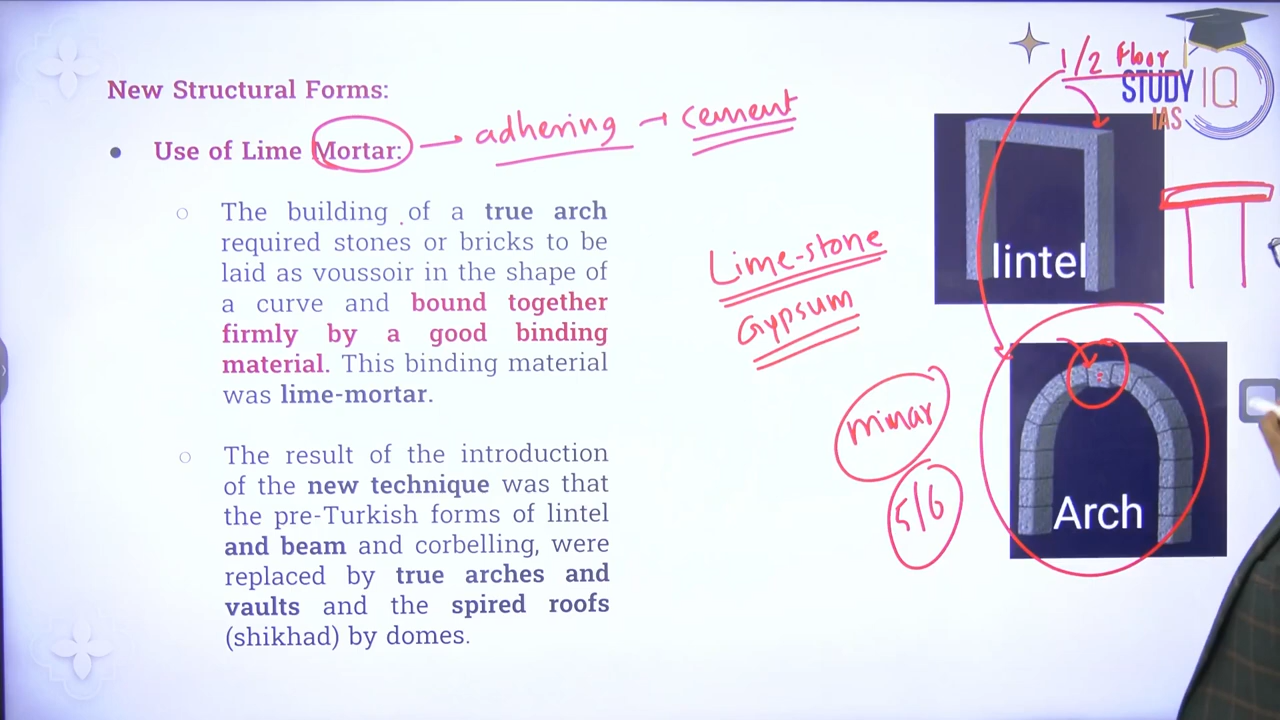 1/2 Floor
STUDY IQ
IAS
New Structural Forms:
adhering → cement
• Use of Lime Mortar: →
○ The building of a true arch
required stones or bricks to be
laid as voussoir in the shape of
a curve and bound together
firmly by a good binding
material. This binding material
was lime-mortar.
Lime-stone
Gypsum
lintel
minar
5/6
Arch
○ The result of the introduction
of the new technique was that
the pre-Turkish forms of lintel
and beam and corbelling, were
replaced by true arches and
vaults and the spired roofs
(shikhad) by domes.